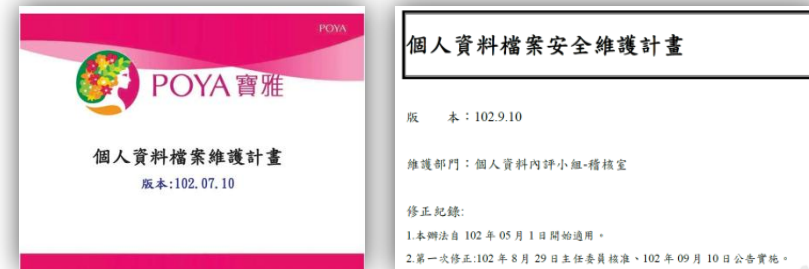 POYA
POYA 寶雅
個人資料檔案維護計畫
版本:102.07.10
個人資料檔案安全維護計畫
版 本：102.9.10
維護部門：個人資料內評小組-稽核室
修正紀錄:
1.本辦法自 102 年 05 月 1 日開始適用。
2.第一次修正:102 年 8 月 29 日主任委員核准、102 年 09 月 10 日公告實施。